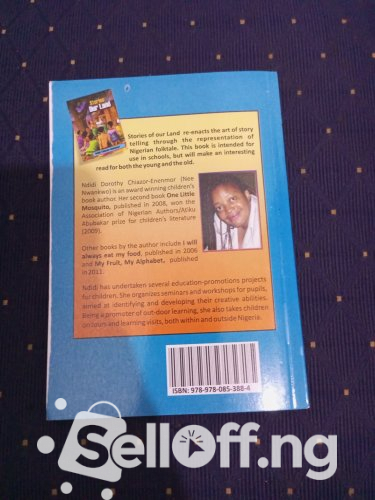 Stories
Our Land
Stories of our Land re-enacts the art of story
telling through the representation of
Nigerian folktale. This book is intended for
use in schools, but will make an interesting
read for both the young and the old.
Ndidi Dorothy Chiazor-Enenmor (Nee
Nwankwo) is an award winning children's
book author. Her second book One Little
Mosquito, published in 2008, won the
Association of Nigerian Authors/Atiku
Abubakar prize for children's literature
(2009).
Other books by the author include I will
always eat my food, published in 2006
and My Fruit, My Alphabet, published
in 2011.
Ndidi has undertaken several education-promotions projects
for children. She organizes seminars and workshops for pupils,
aimed at identifying and developing their creative abilities.
Being a promoter of out-door learning, she also takes children
on tours and learning visits, both within and outside Nigeria.
ISBN: 978-978-085-388-4
SellOff.ng